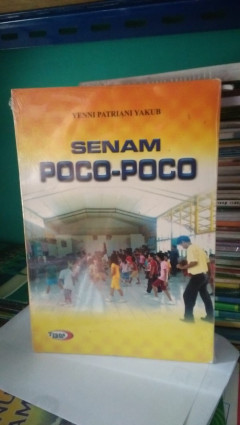 YENNI PATRIANI YAKUB
SENAM
POCO-POCO